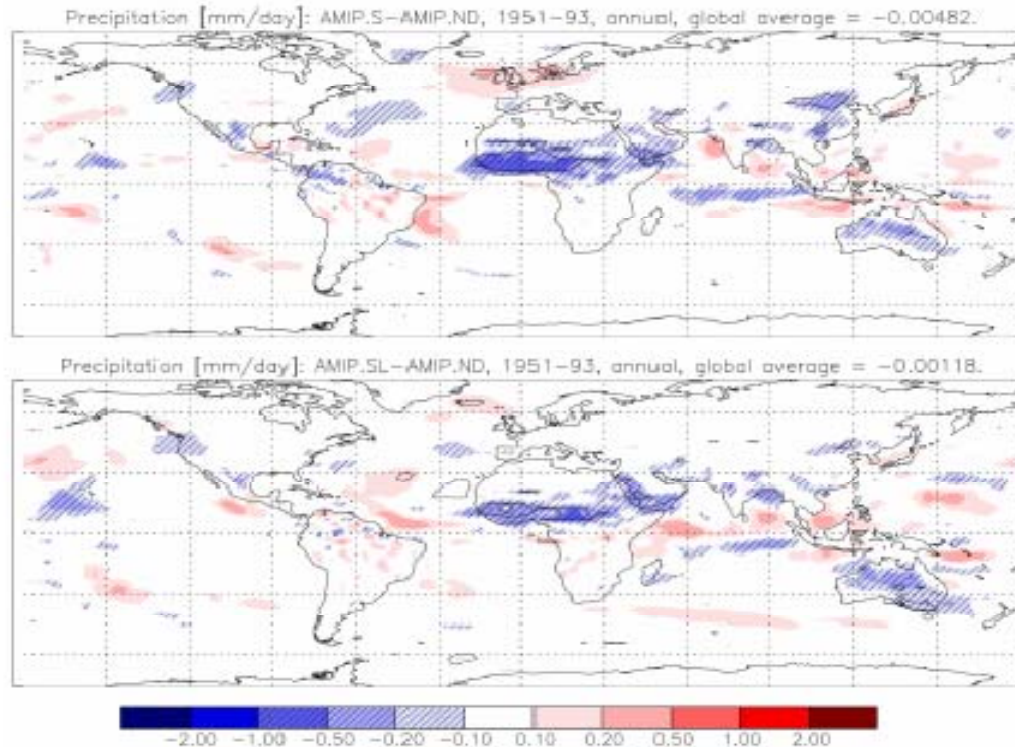 Precipitation [mm/day]: AMIP.S-AMIP.ND, 1951-93, annual, global average = -0.00482.
Precipitation [mm/day]: AMIP.SL-AMIP.ND, 1951-93, annual, global average = -0.00118.
-2.00 -1.00 -0.50 -0.20 -0.10 0.10 0.20 0.50 1.00 2.00